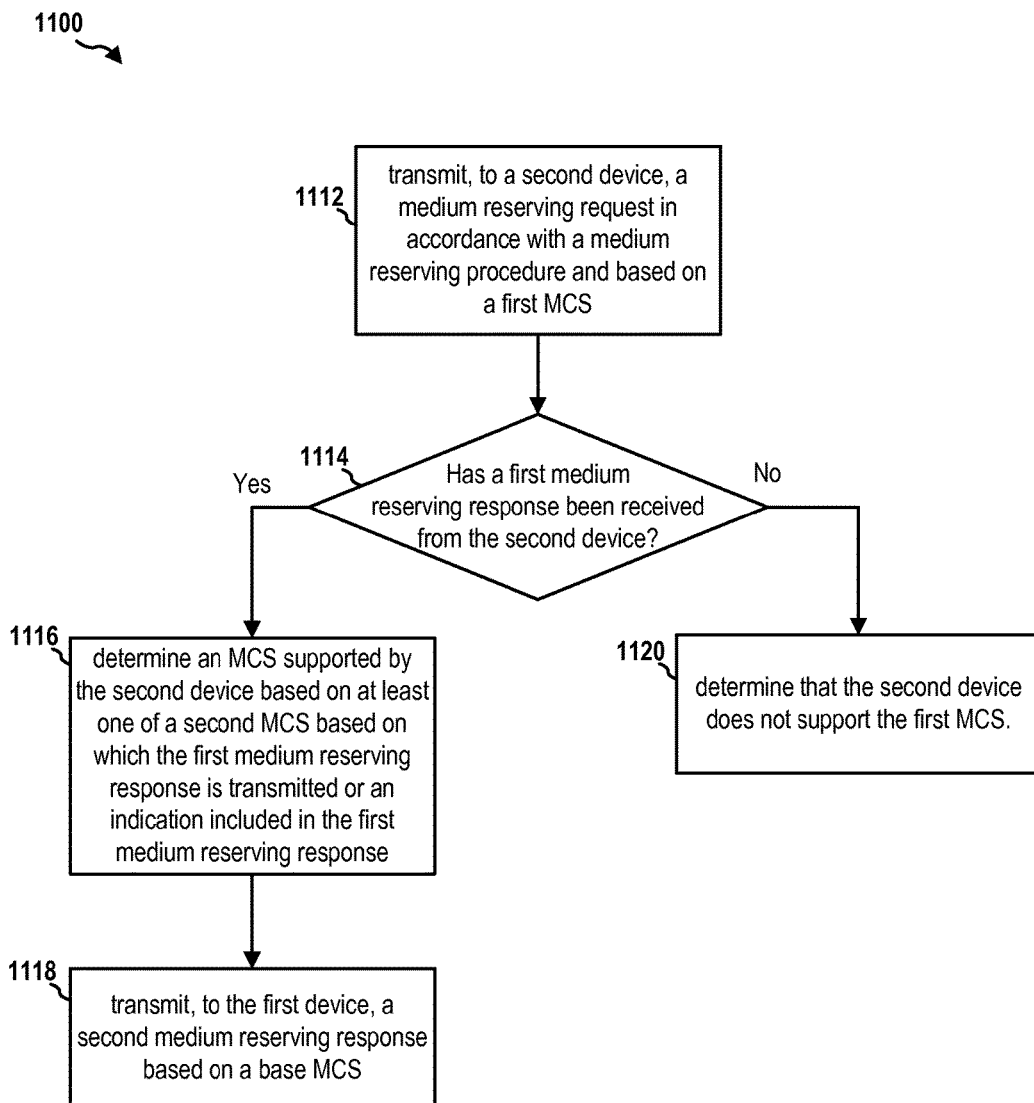 1100
1112
transmit, to a second device, a
medium reserving request in
accordance with a medium
reserving procedure and based on
a first MCS
1114
Has a first medium
reserving response been received
from the second device?
Yes
No
1116
determine an MCS supported by
the second device based on at least
one of a second MCS based on
which the first medium reserving
response is transmitted or an
indication included in the first
medium reserving response
1120
determine that the second device
does not support the first MCS.
1118
transmit, to the first device, a
second medium reserving response
based on a base MCS